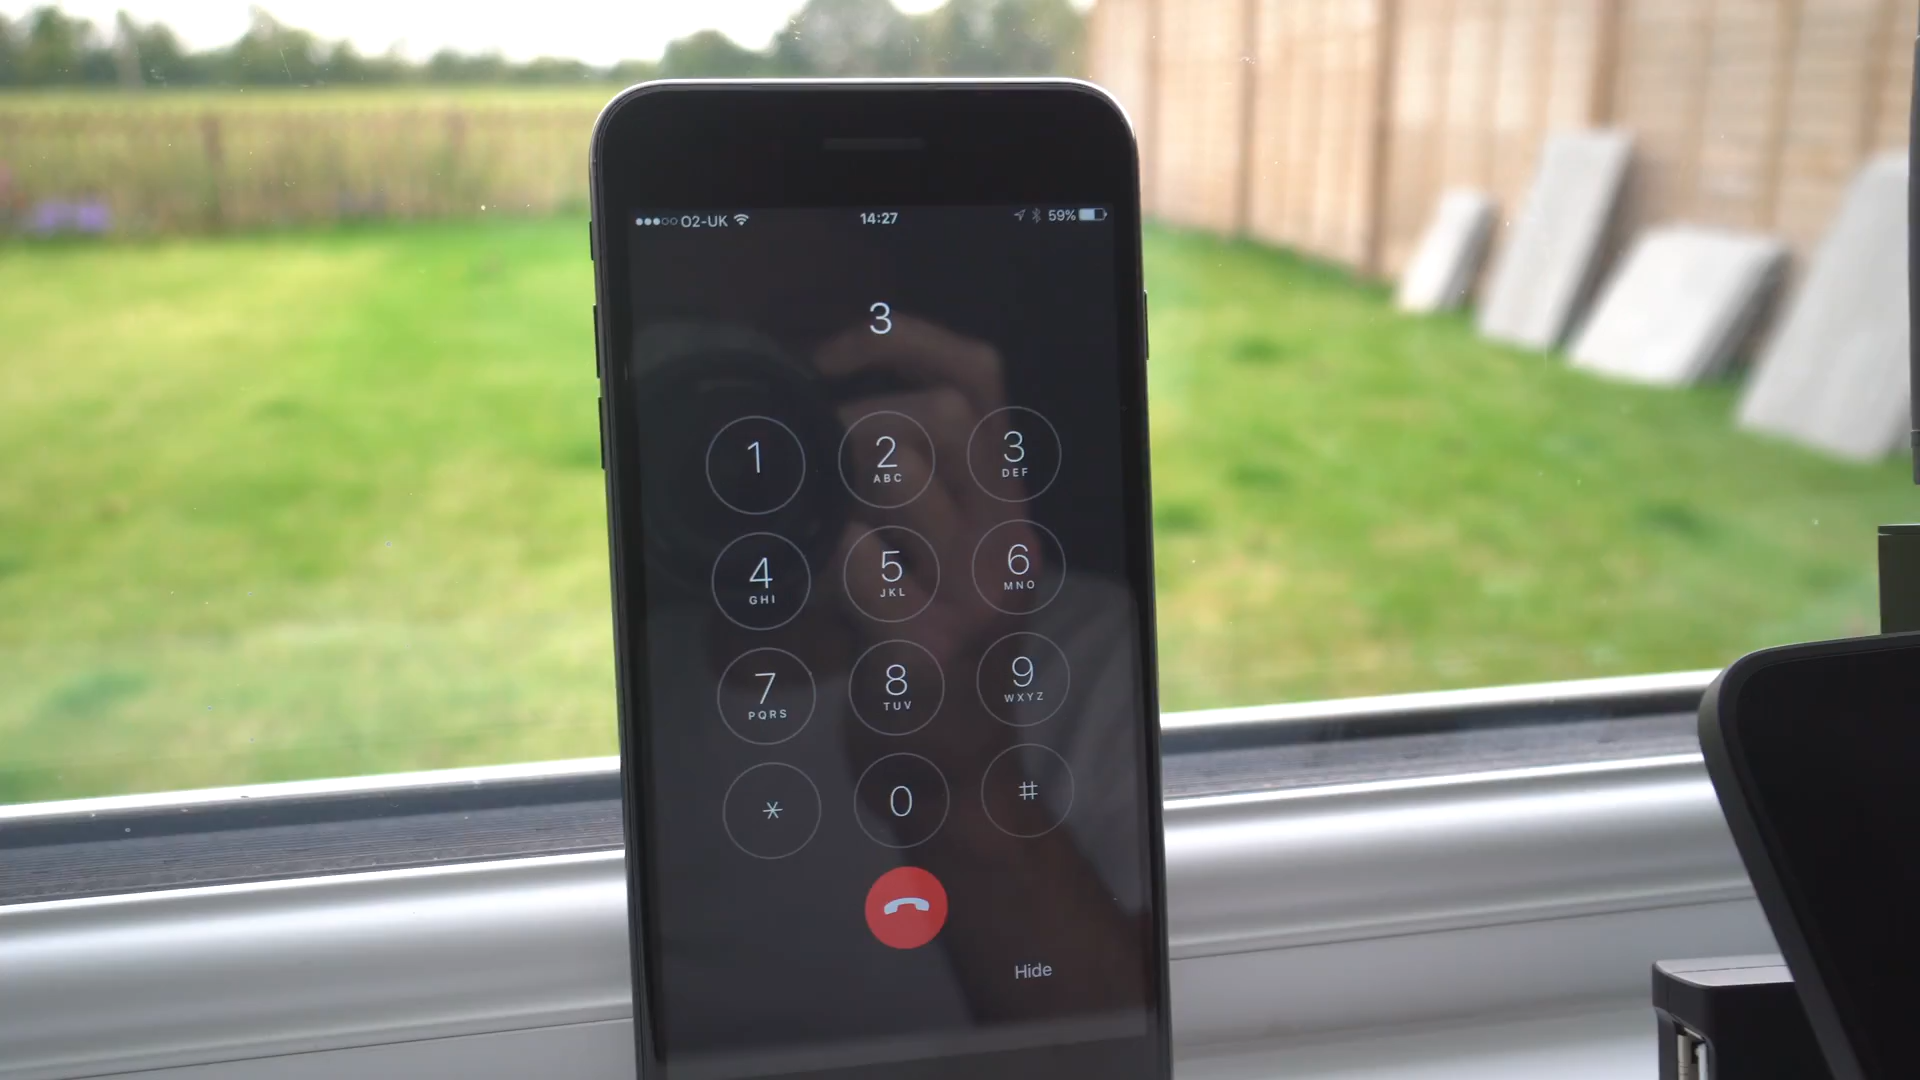 ●●●○○ O2-UK 14:27 59%
3
1 2 3
ABC DEF
4 5 6
GHI JKL MNO
7 8 9
PQRS TUV WXYZ
* 0 #
Hide